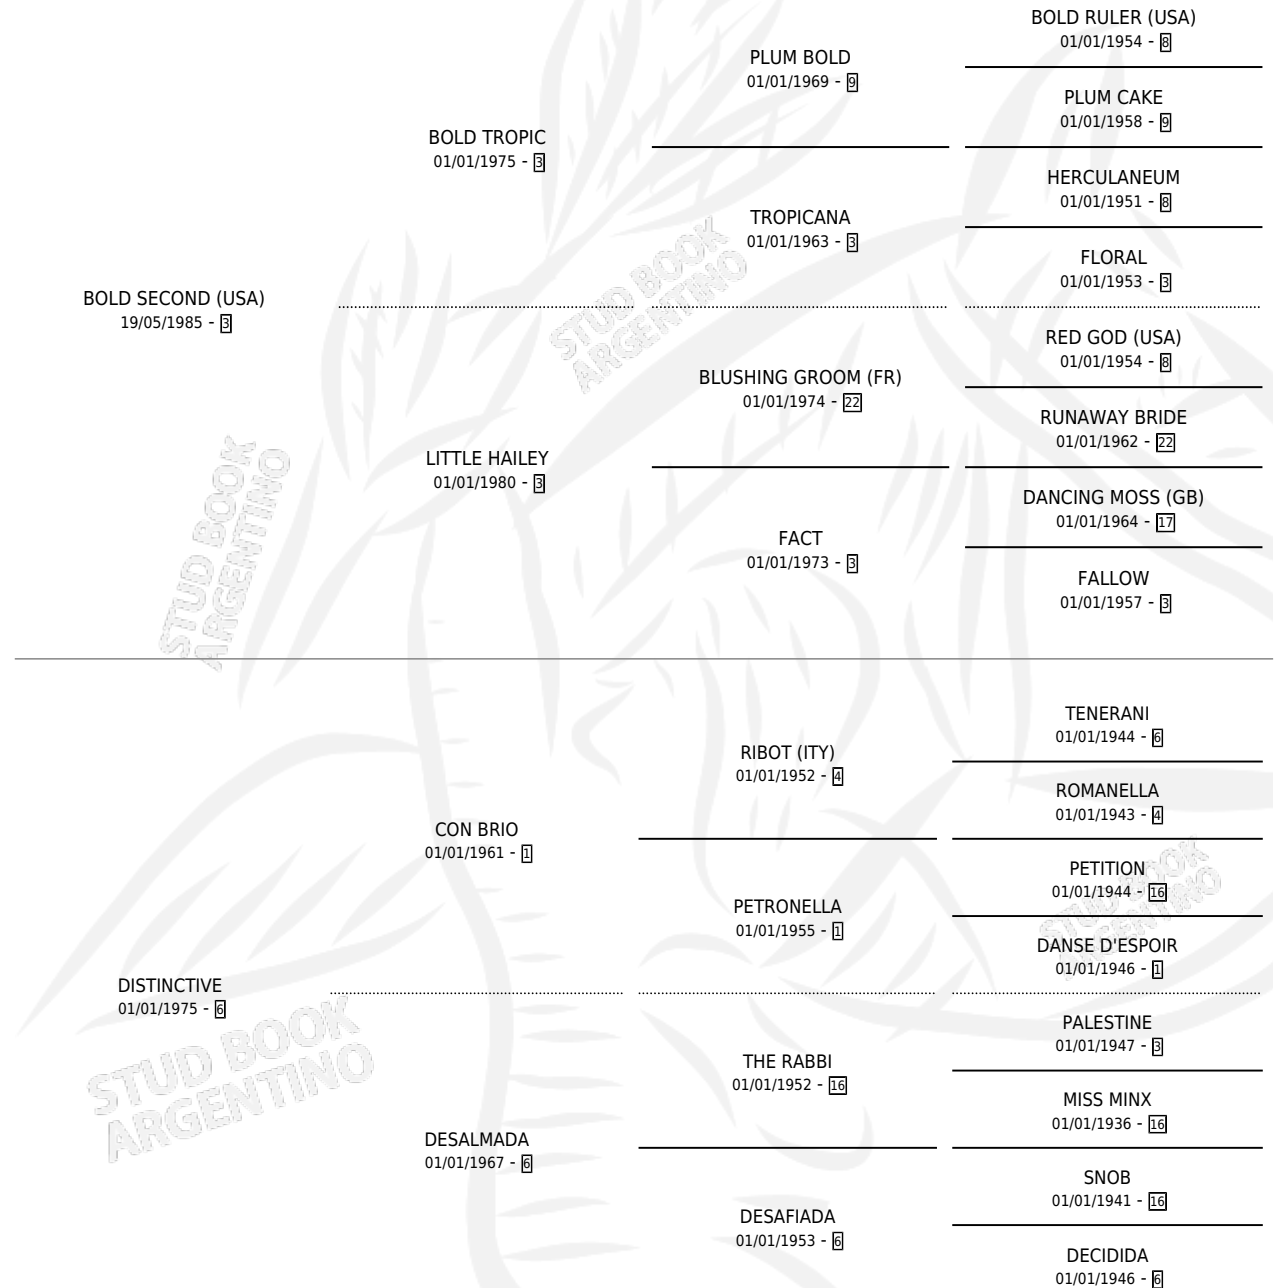 BOLD RULER (USA)
01/01/1954 - 8
PLUM BOLD
01/01/1969 - 9
PLUM CAKE
01/01/1958 - 9
BOLD TROPIC
01/01/1975 - 3
HERCULANEUM
01/01/1951 - 8
TROPICANA
01/01/1963 - 3
FLORAL
01/01/1953 - 3
BOLD SECOND (USA)
19/05/1985 - 3
RED GOD (USA)
01/01/1954 - 8
BLUSHING GROOM (FR)
01/01/1974 - 22
RUNAWAY BRIDE
01/01/1962 - 22
LITTLE HAILEY
01/01/1980 - 3
DANCING MOSS (GB)
01/01/1964 - 17
FACT
01/01/1973 - 3
FALLOW
01/01/1957 - 3
TENERANI
01/01/1944 - 6
RIBOT (ITY)
01/01/1952 - 4
ROMANELLA
01/01/1943 - 4
CON BRIO
01/01/1961 - 1
PETITION
01/01/1944 - 16
PETRONELLA
01/01/1955 - 1
DANSE D'ESPOIR
01/01/1946 - 1
DISTINCTIVE
01/01/1975 - 6
PALESTINE
01/01/1947 - 3
THE RABBI
01/01/1952 - 16
MISS MINX
01/01/1936 - 16
DESALMADA
01/01/1967 - 6
SNOB
01/01/1941 - 16
DESAFIADA
01/01/1953 - 6
DECIDIDA
01/01/1946 - 6
STUD BOOK
ARGENTINO
STUD BOOK
ARGENTINO
STUD BOOK
ARGENTINO
STUD BOOK
ARGENTINO